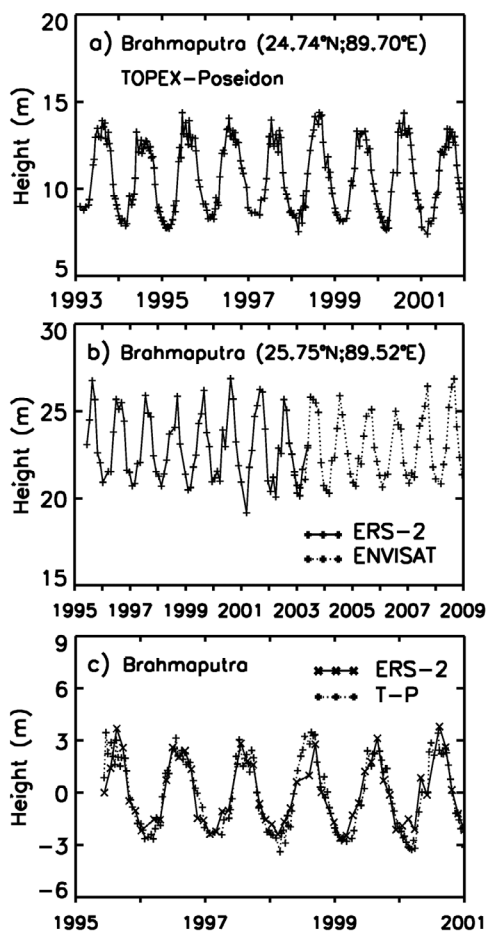 20
a) Brahmaputra (24.74°N;89.70°E)
TOPEX-Poseidon
15
Height (m)
10
5
1993 1995 1997 1999 2001
30
b) Brahmaputra (25.75°N;89.52°E)
25
Height (m)
20
ERS-2
ENVISAT
15
1995 1997 1999 2001 2003 2005 2007 2009
9
c) Brahmaputra
ERS-2
T-P
6
3
Height (m)
0
-3
-6
1995 1997 1999 2001